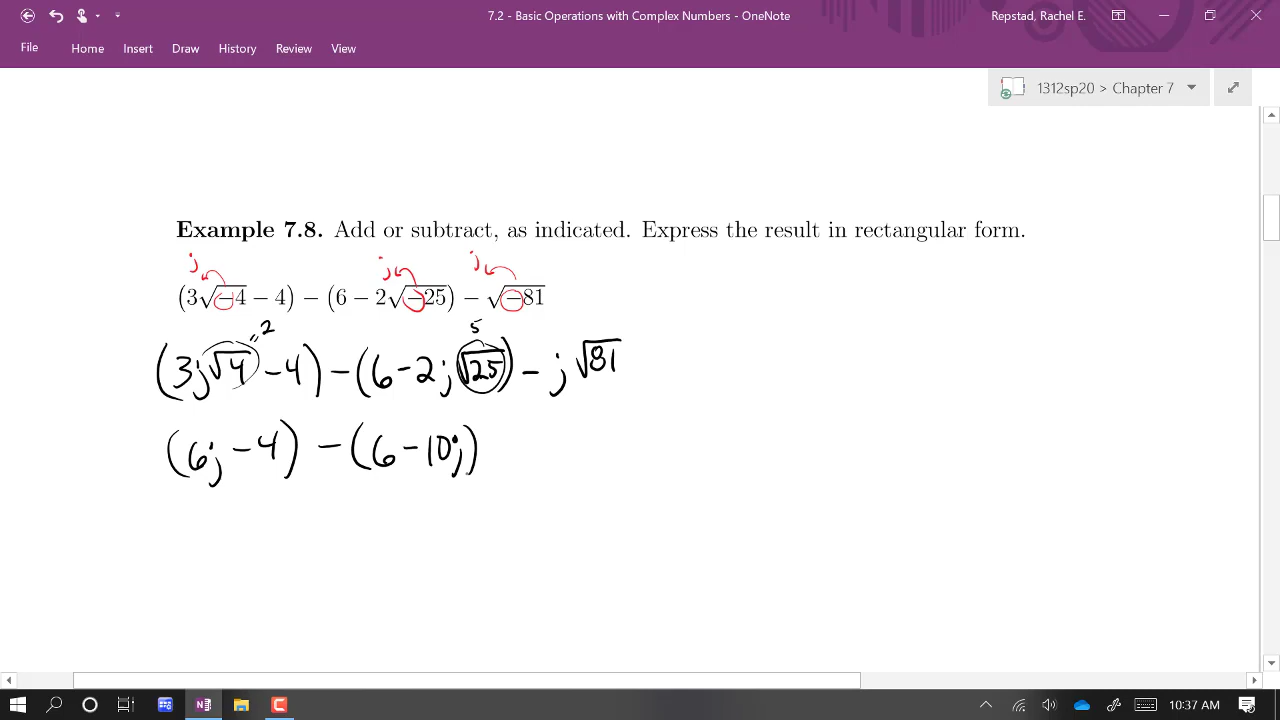 7.2 - Basic Operations with Complex Numbers - OneNote
Repstad, Rachel E.
File Home Insert Draw History Review View
1312sp20 > Chapter 7
Example 7.8. Add or subtract, as indicated. Express the result in rectangular form.
j j j
(3√−4 − 4) − (6 − 2√−25) − √−81
=2 5
(3j√4 − 4) − (6 − 2j√25) − j√81
(6j − 4) − (6 − 10j)
10:37 AM